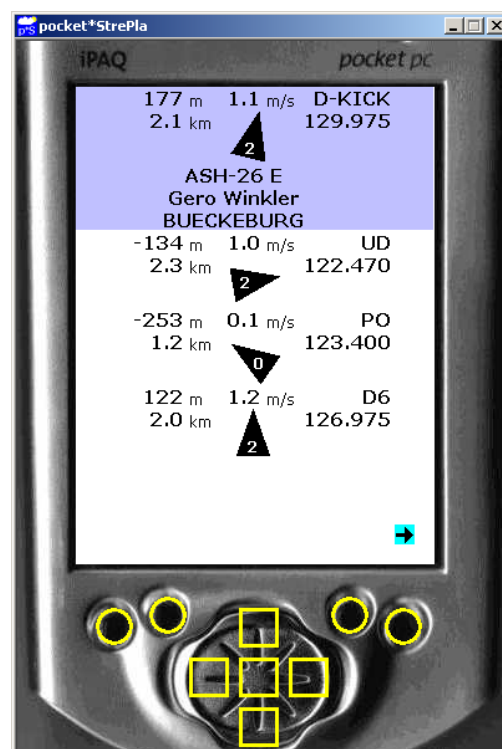 pocket*StrePla
iPAQ pocket pc
177 m 1.1 m/s D-KICK
2.1 km 129.975
2
ASH-26 E
Gero Winkler
BUECKEBURG
-134 m 1.0 m/s UD
2.3 km 122.470
2
-253 m 0.1 m/s PO
1.2 km 123.400
0
122 m 1.2 m/s D6
2.0 km 126.975
2